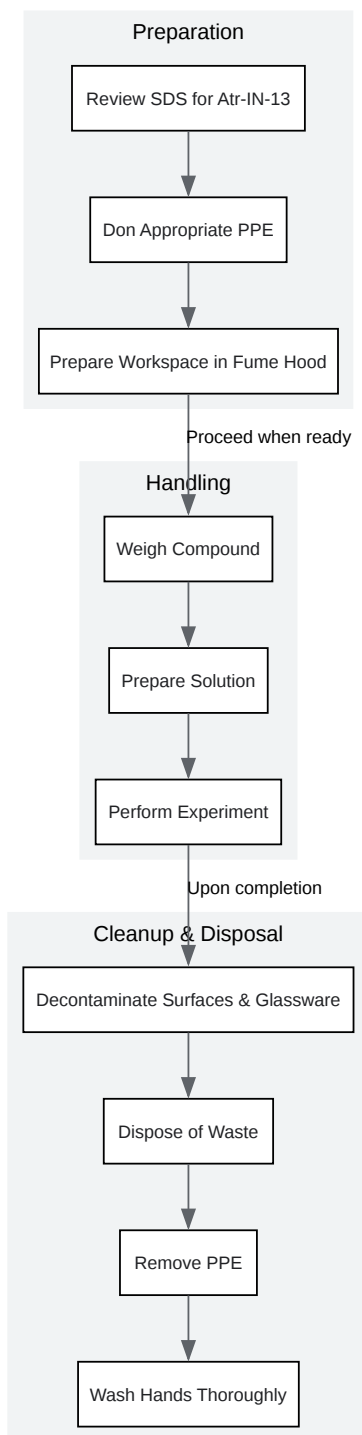 Preparation
Review SDS for Atr-IN-13
Don Appropriate PPE
Prepare Workspace in Fume Hood
Proceed when ready
Handling
Weigh Compound
Prepare Solution
Perform Experiment
Upon completion
Cleanup & Disposal
Decontaminate Surfaces & Glassware
Dispose of Waste
Remove PPE
Wash Hands Thoroughly